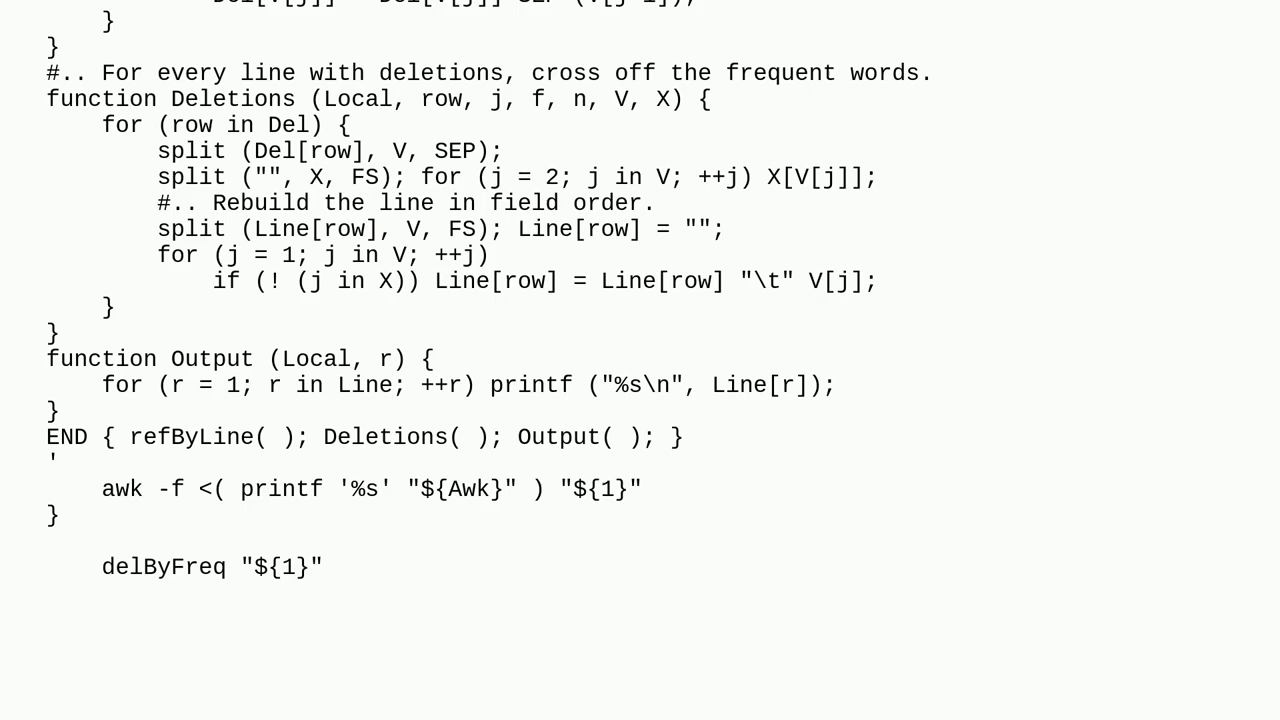 }
}
#.. For every line with deletions, cross off the frequent words.
function Deletions (Local, row, j, f, n, V, X) {
    for (row in Del) {
        split (Del[row], V, SEP);
        split ("", X, FS); for (j = 2; j in V; ++j) X[V[j]];
        #.. Rebuild the line in field order.
        split (Line[row], V, FS); Line[row] = "";
        for (j = 1; j in V; ++j)
            if (! (j in X)) Line[row] = Line[row] "\t" V[j];
    }
}
function Output (Local, r) {
    for (r = 1; r in Line; ++r) printf ("%s\n", Line[r]);
}
END { refByLine( ); Deletions( ); Output( ); }
'
    awk -f <( printf '%s' "${Awk}" ) "${1}"
}

    delByFreq "${1}"